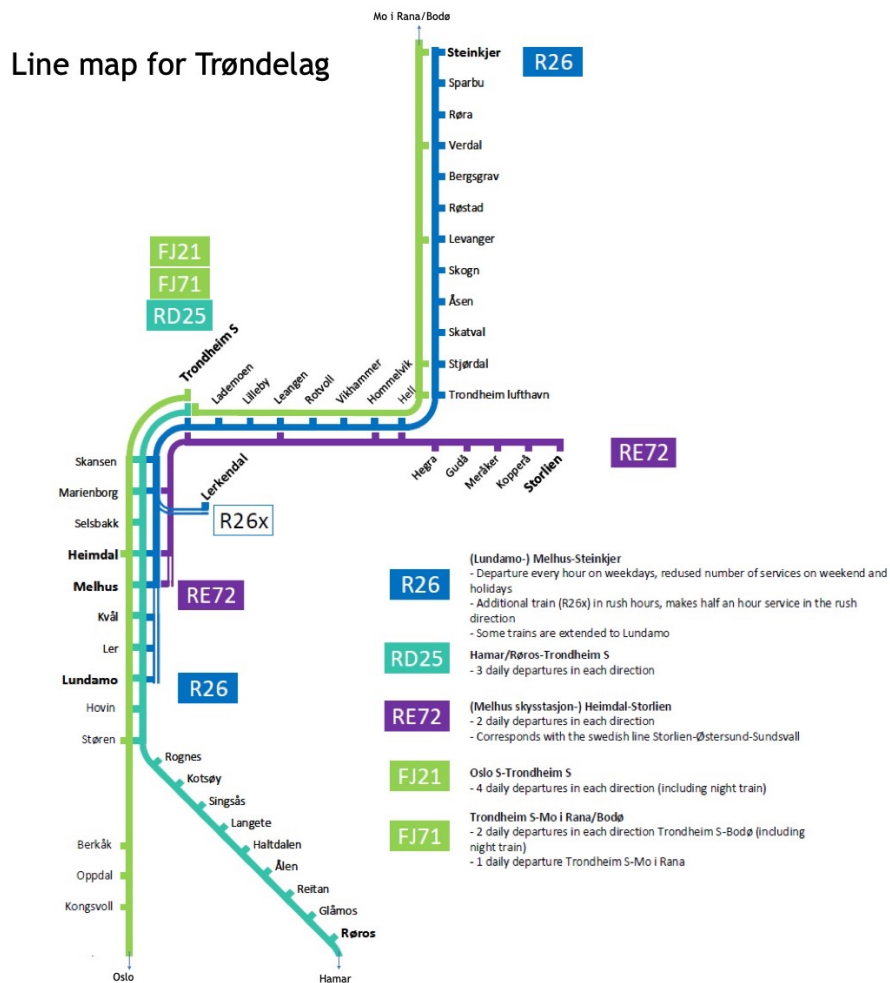 Mo i Rana/Bodø
Line map for Trøndelag
Steinkjer
R26
Sparbu
Røra
Verdal
Bergsgrav
Røstad
Levanger
Skogn
Åsen
Skatval
Stjørdal
Trondheim lufthavn
FJ21
FJ71
RD25
Trondheim S
Lademoen
Lilleby
Leangen
Rotvoll
Vikhammer
Hommelvik
Hell
Hegra
Gudå
Meråker
Kopperå
Storlien
RE72
Skansen
Marienborg
Selsbakk
Heimdal
Melhus
Kvål
Ler
Lundamo
Hovin
Støren
Lerkendal
R26x
RE72
R26
Rognes
Kotsøy
Singsås
Langete
Haltdalen
Ålen
Reitan
Glåmos
Røros
Berkåk
Oppdal
Kongsvoll
Oslo
Hamar
R26
(Lundamo-) Melhus-Steinkjer
- Departure every hour on weekdays, redused number of services on weekend and
holidays
- Additional train (R26x) in rush hours, makes half an hour service in the rush
direction
- Some trains are extended to Lundamo
RD25
Hamar/Røros-Trondheim S
- 3 daily departures in each direction
RE72
(Melhus skysstasjon-) Heimdal-Storlien
- 2 daily departures in each direction
- Corresponds with the swedish line Storlien-Østersund-Sundsvall
FJ21
Oslo S-Trondheim S
- 4 daily departures in each direction (including night train)
FJ71
Trondheim S-Mo i Rana/Bodø
- 2 daily departures in each direction Trondheim S-Bodø (including
night train)
- 1 daily departure Trondheim S-Mo i Rana